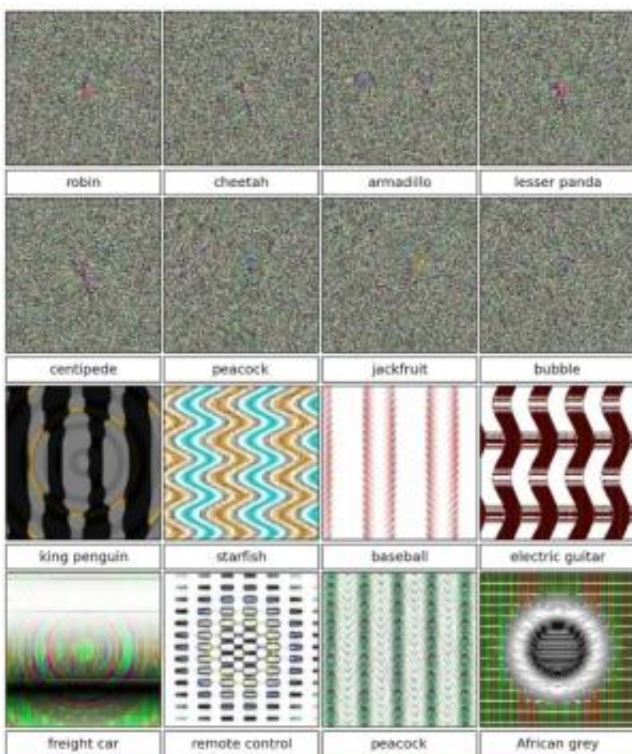 robin cheetah armadillo lesser panda
centipede peacock jackfruit bubble
king penguin starfish baseball electric guitar
freight car remote control peacock African grey